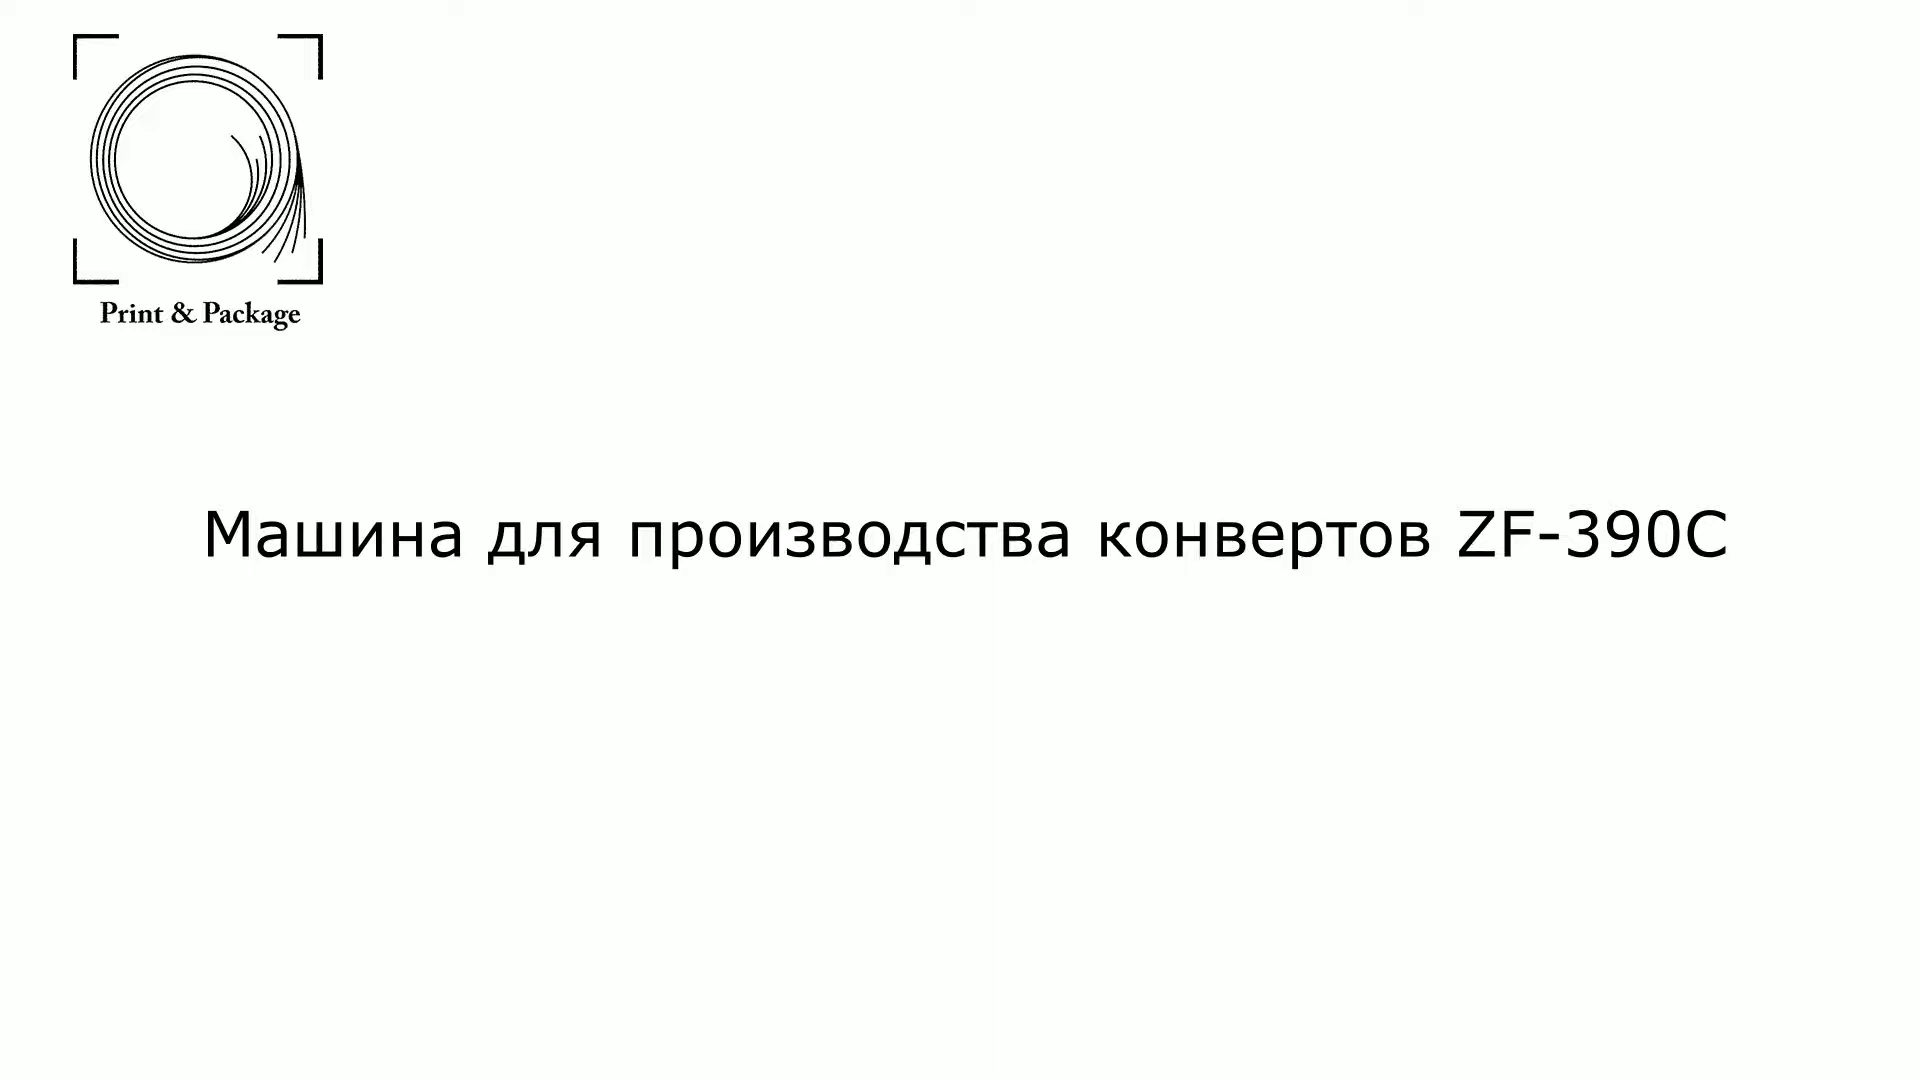 Print & Package
Машина для производства конвертов ZF-390C